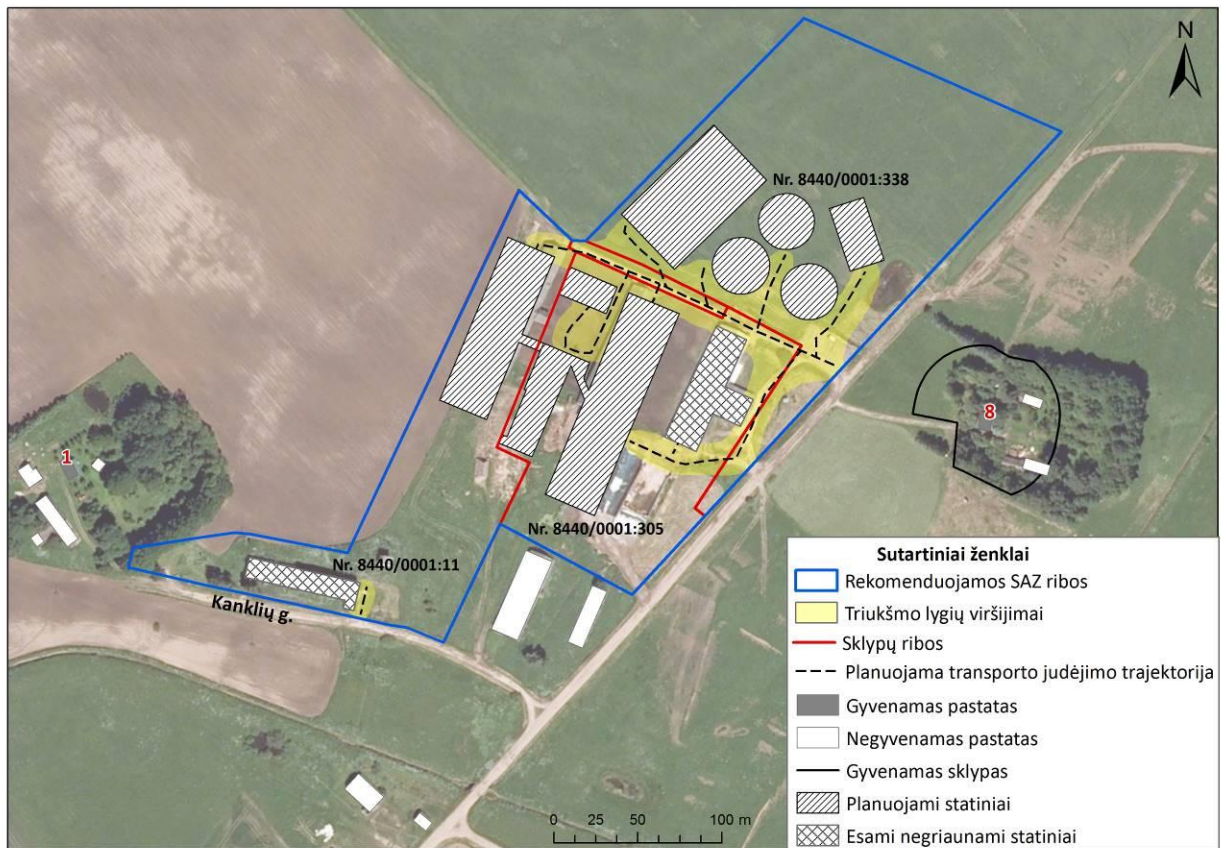 N
Nr. 8440/0001:338
8
1
Nr. 8440/0001:305
Nr. 8440/0001:11
Kanklių g.
Sutartiniai ženklai
Rekomenduojamos SAZ ribos
Triukšmo lygių viršijimai
Sklypų ribos
Planuojama transporto judėjimo trajektorija
Gyvenamas pastatas
Negyvenamas pastatas
Gyvenamas sklypas
Planuojami statiniai
Esami negriaunami statiniai
0 25 50 100 m